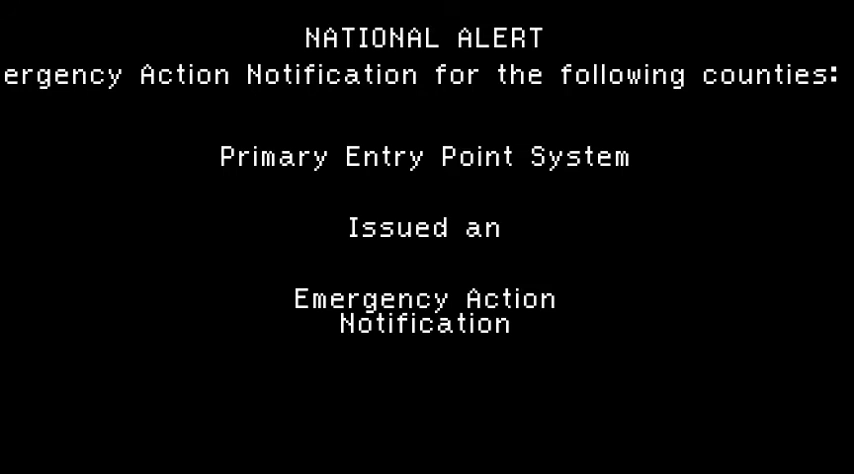 NATIONAL ALERT
ergency Action Notification for the following counties:
Primary Entry Point System
Issued an
Emergency Action
Notification